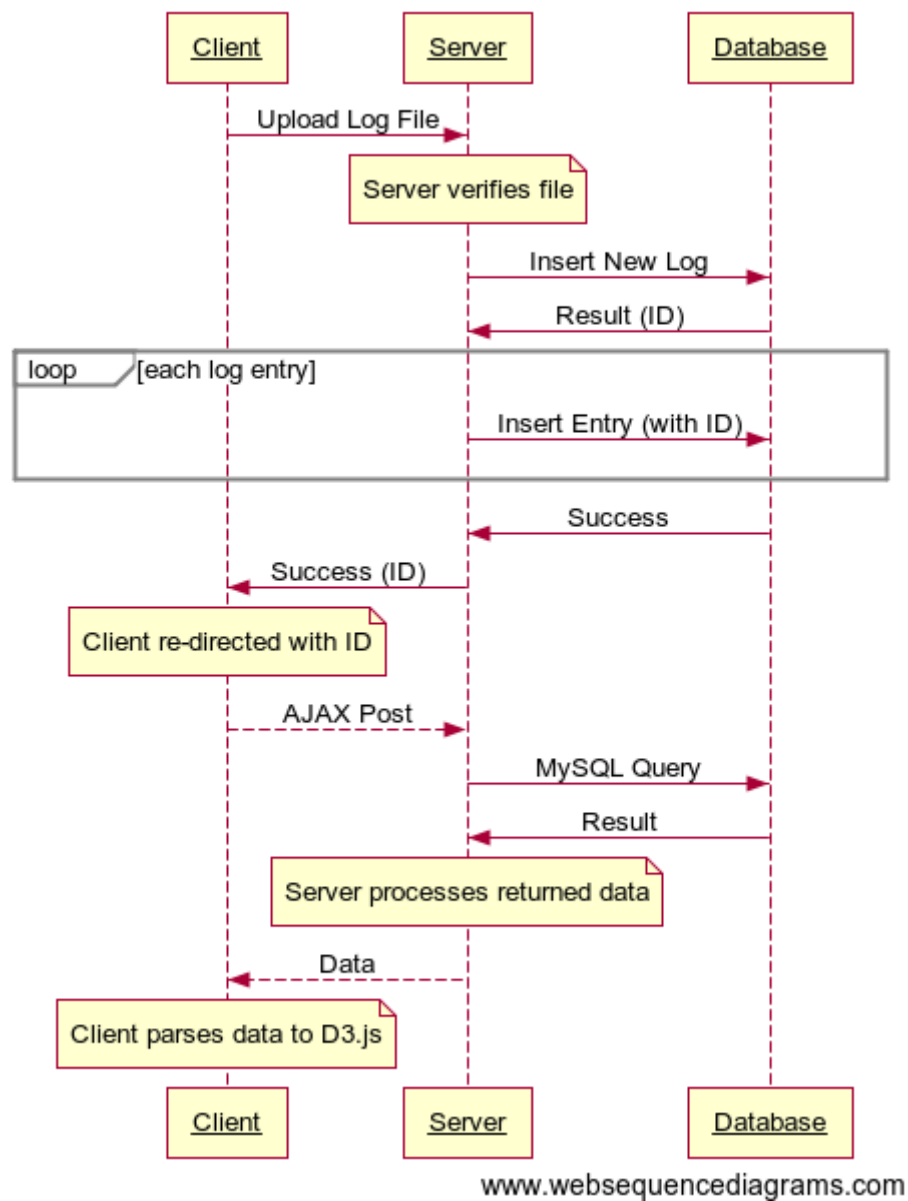 Client
Server
Database
Upload Log File
Server verifies file
Insert New Log
Result (ID)
loop
[each log entry]
Insert Entry (with ID)
Success
Success (ID)
Client re-directed with ID
AJAX Post
MySQL Query
Result
Server processes returned data
Data
Client parses data to D3.js
Client
Server
Database
www.websequencediagrams.com